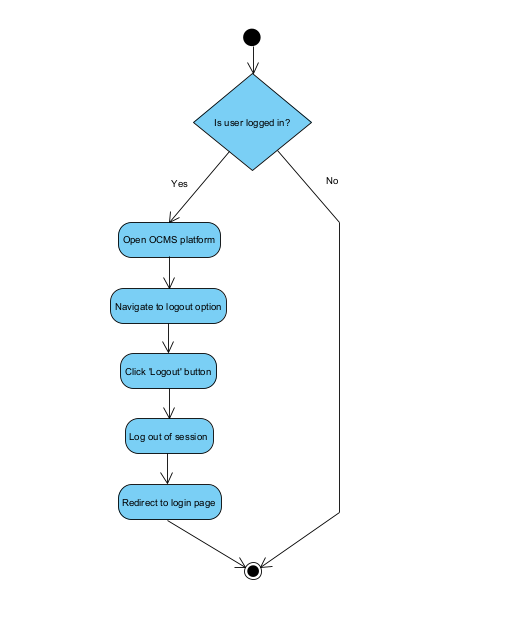 Is user logged in?
Yes
No
Open OCMS platform
Navigate to logout option
Click 'Logout' button
Log out of session
Redirect to login page